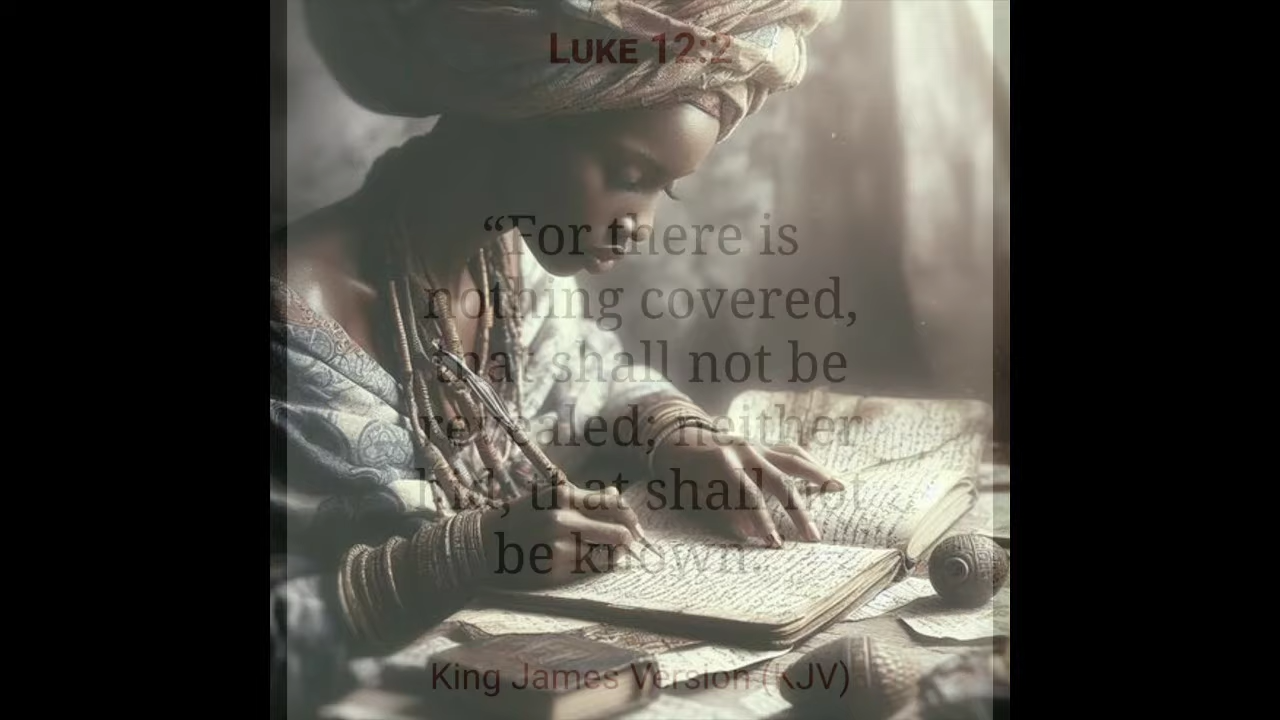 LUKE 12:2
“For there is
nothing covered,
that shall not be
revealed; neither
hid, that shall not
be known.”
King James Version (KJV)